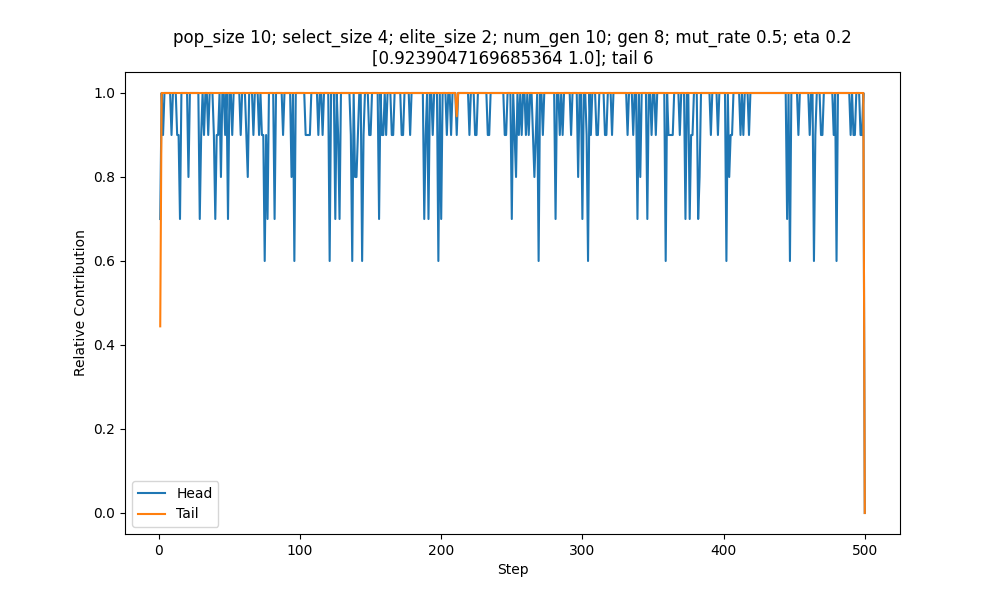 pop_size 10; select_size 4; elite_size 2; num_gen 10; gen 8; mut_rate 0.5; eta 0.2
[0.9239047169685364 1.0]; tail 6
1.0
0.8
0.6
0.4
0.2
0.0
Relative Contribution
Head
Tail
0
100
200
300
400
500
Step